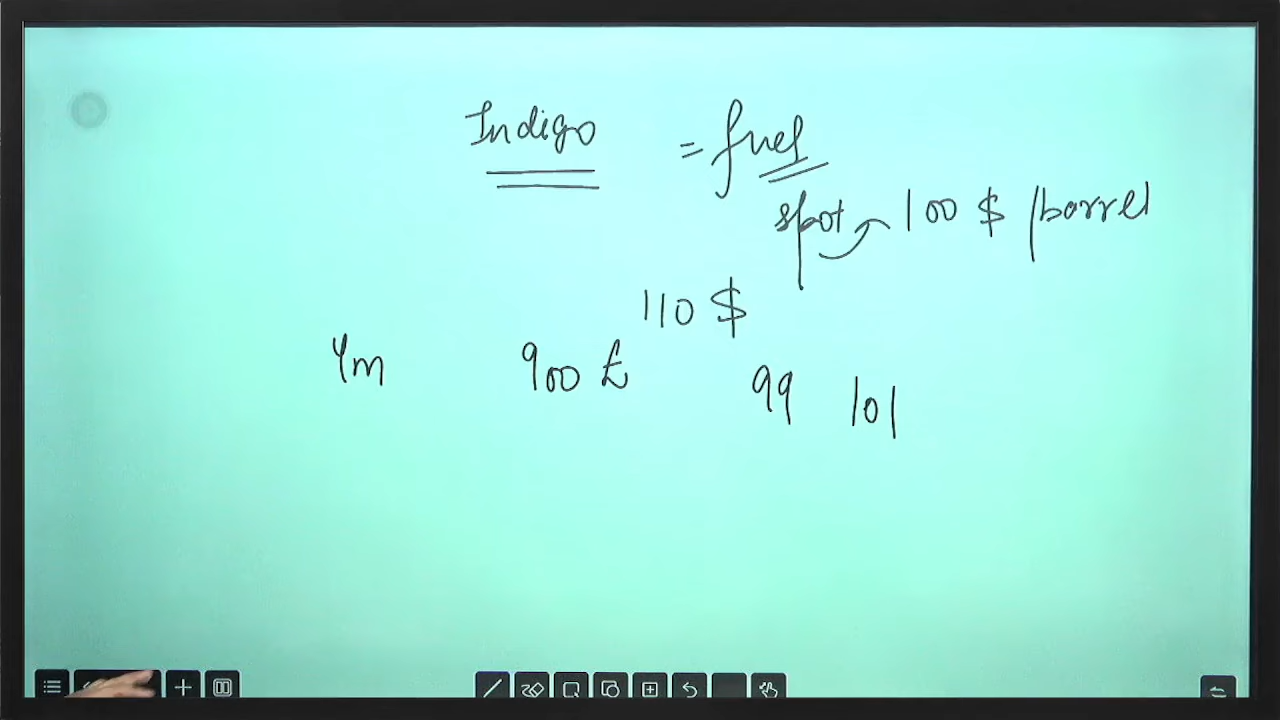 Indigo = fuel
spot 100 $ /barrel
110 $
4m 900 £
99 101